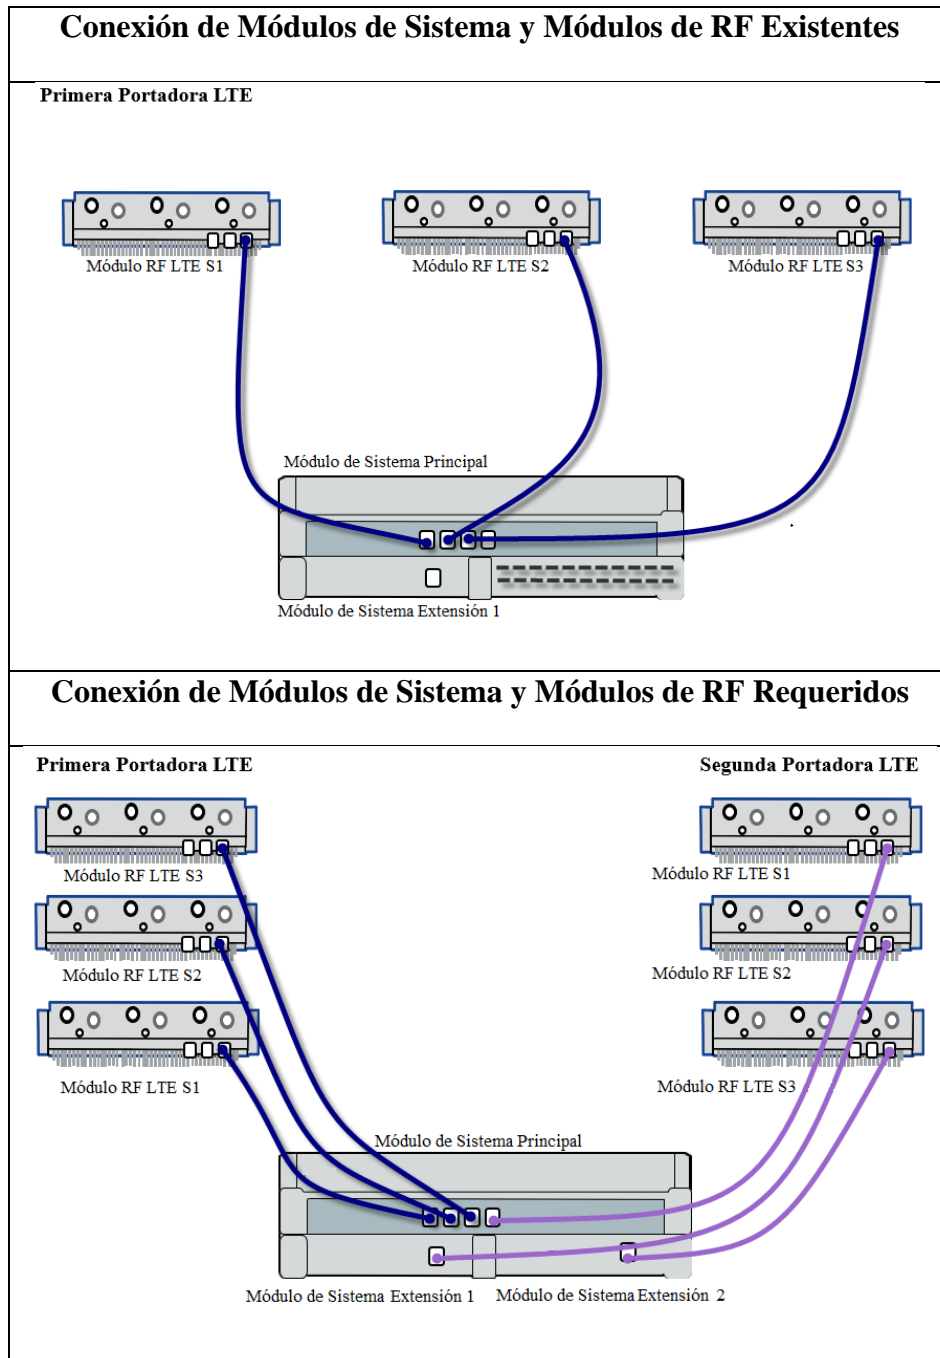 Conexión de Módulos de Sistema y Módulos de RF Existentes
Primera Portadora LTE
Módulo RF LTE S1
Módulo RF LTE S2
Módulo RF LTE S3
Módulo de Sistema Principal
Módulo de Sistema Extensión 1
Conexión de Módulos de Sistema y Módulos de RF Requeridos
Primera Portadora LTE
Segunda Portadora LTE
Módulo RF LTE S3
Módulo RF LTE S1
Módulo RF LTE S2
Módulo RF LTE S2
Módulo RF LTE S1
Módulo RF LTE S3
Módulo de Sistema Principal
Módulo de Sistema Extensión 1
Módulo de Sistema Extensión 2